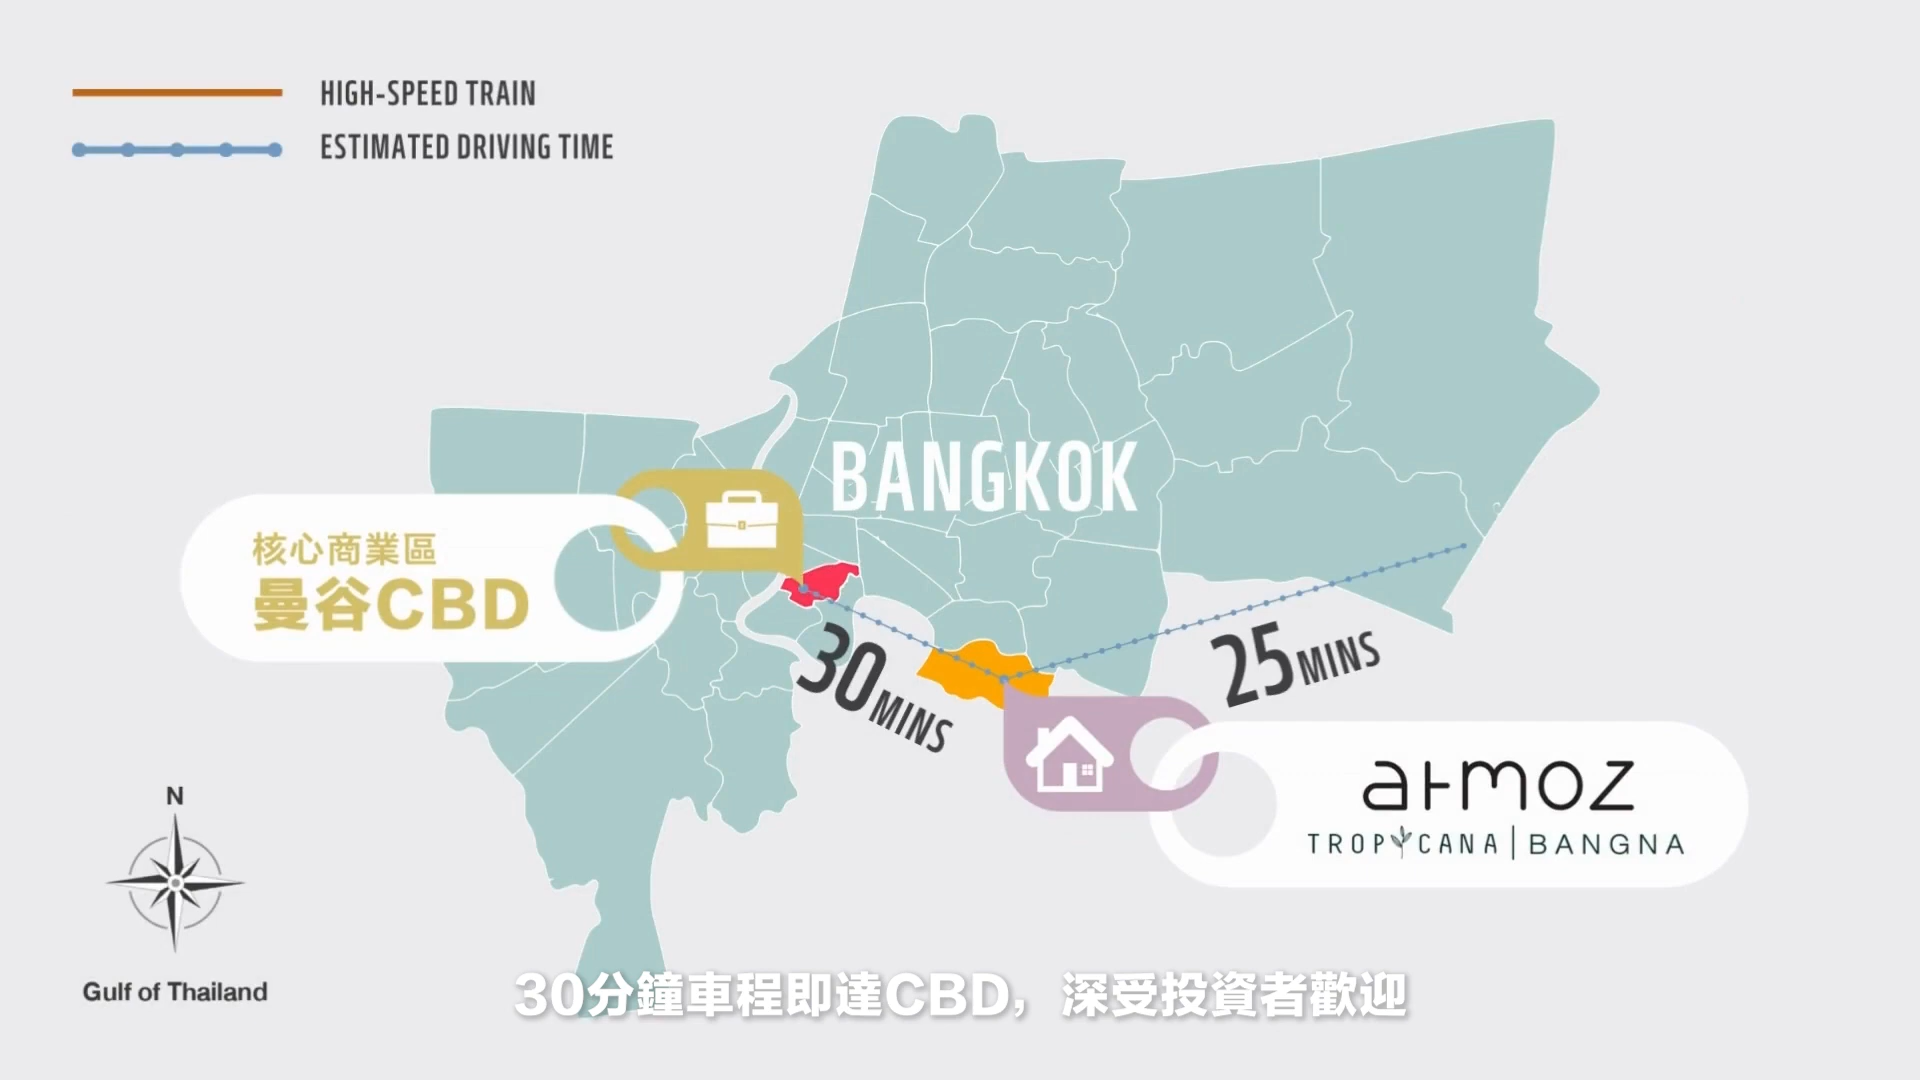 HIGH-SPEED TRAIN
ESTIMATED DRIVING TIME
BANGKOK
核心商業區
曼谷CBD
30MINS
25MINS
atmoz
TROPICANA | BANGNA
N
Gulf of Thailand
30分鐘車程即達CBD，深受投資者歡迎